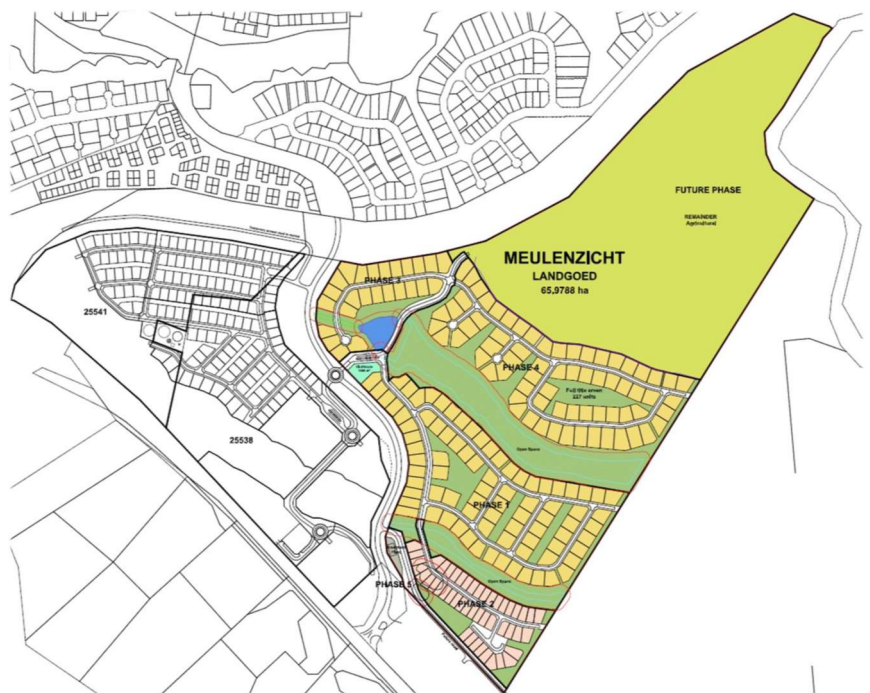 FUTURE PHASE
REMAINDER
Agricultural
MEULENZICHT
LANDGOED
65,9788 ha
PHASE 3
25541
PHASE 4
Full title erven
227 units
25538
Open Space
PHASE 1
Open Space
PHASE 5
PHASE 2